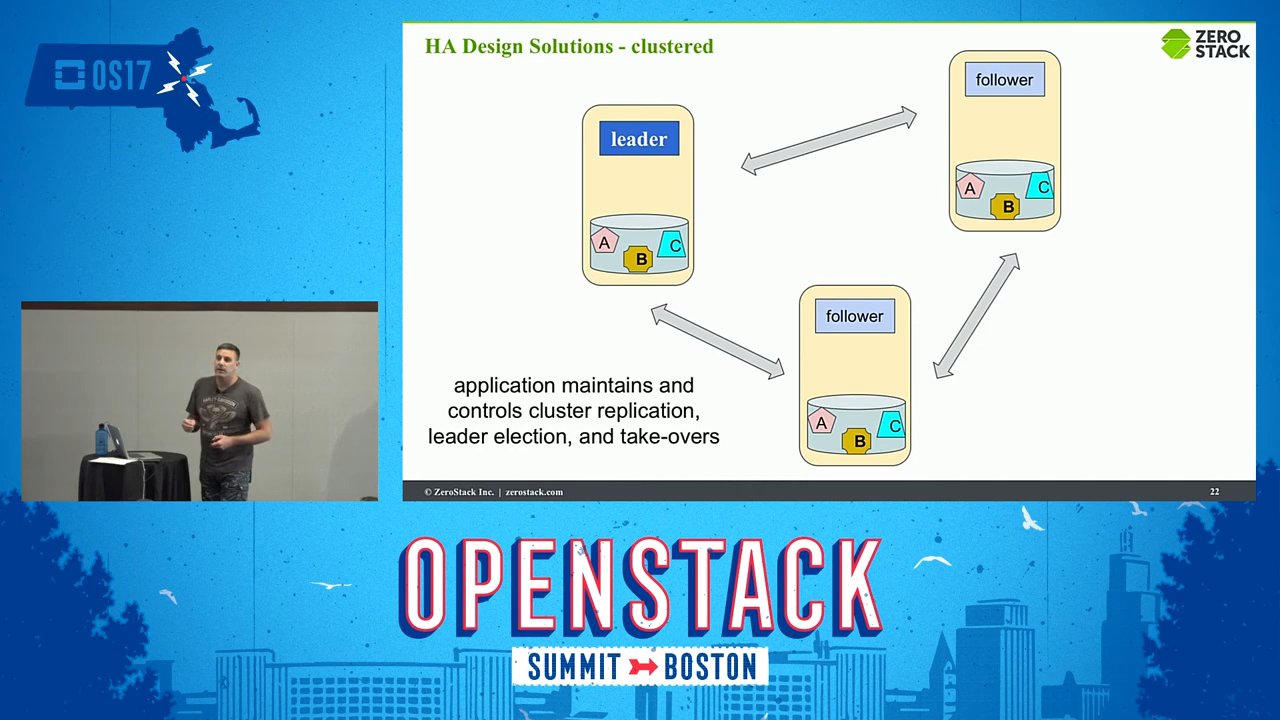 OS17
HA Design Solutions - clustered
ZERO
STACK
leader
A
B
C
follower
A
B
C
follower
A
B
C
application maintains and
controls cluster replication,
leader election, and take-overs
© ZeroStack Inc. | zerostack.com
22
OPENSTACK
SUMMIT BOSTON